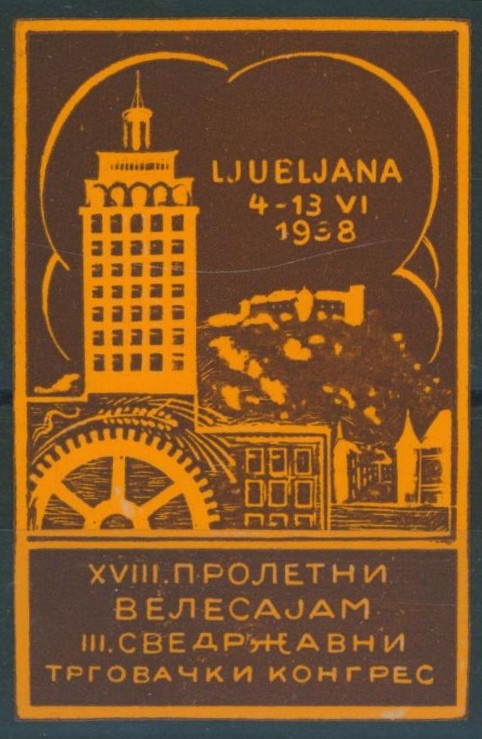 LJUBLJANA
4-13 VI
1938
XVIII. ПРОЛЕТНИ
ВЕЛЕСАЈАМ
III. СВЕДРЖАВНИ
ТРГОВАЧКИ КОНГРЕС